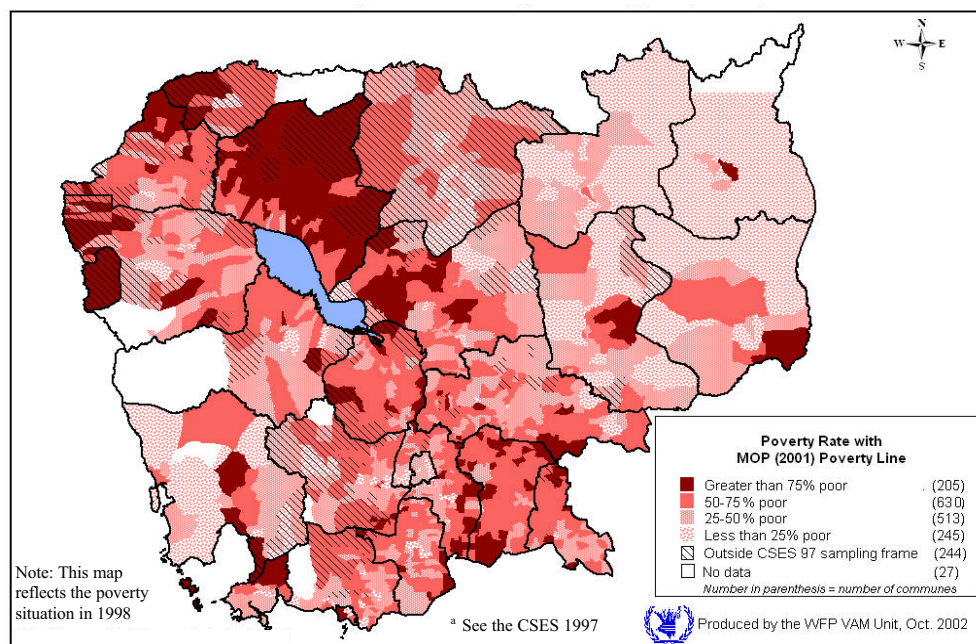 N
W E
S
Poverty Rate with
MOP (2001) Poverty Line
Greater than 75% poor . (205)
50-75% poor (630)
25-50% poor (513)
Less than 25% poor (245)
Outside CSES 97 sampling frame (244)
No data (27)
Number in parenthesis = number of communes
Note: This map
reflects the poverty
situation in 1998
a See the CSES 1997
Produced by the WFP VAM Unit, Oct. 2002